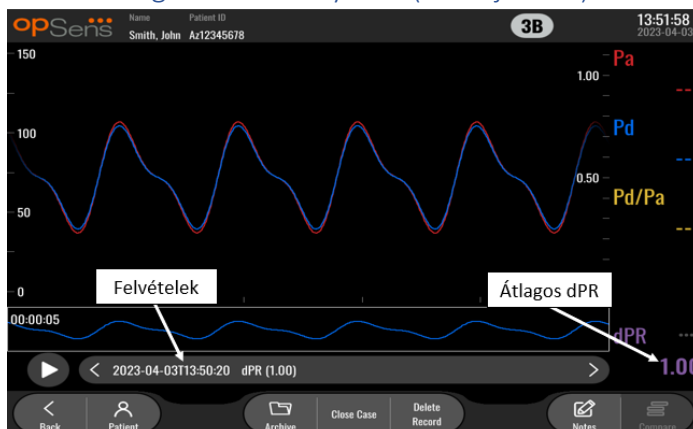 opSens
Name
Patient ID
Smith, John
Az12345678
3B
13:51:58
2023-04-03
150
100
50
0
1.00
0.50
Pa
--
Pd
--
Pd/Pa
--
Felvételek
Átlagos dPR
00:00:05
dPR
--
1.00
2023-04-03T13:50:20 dPR (1.00)
Back
Patient
Archive
Close Case
Delete
Record
Notes
Compare